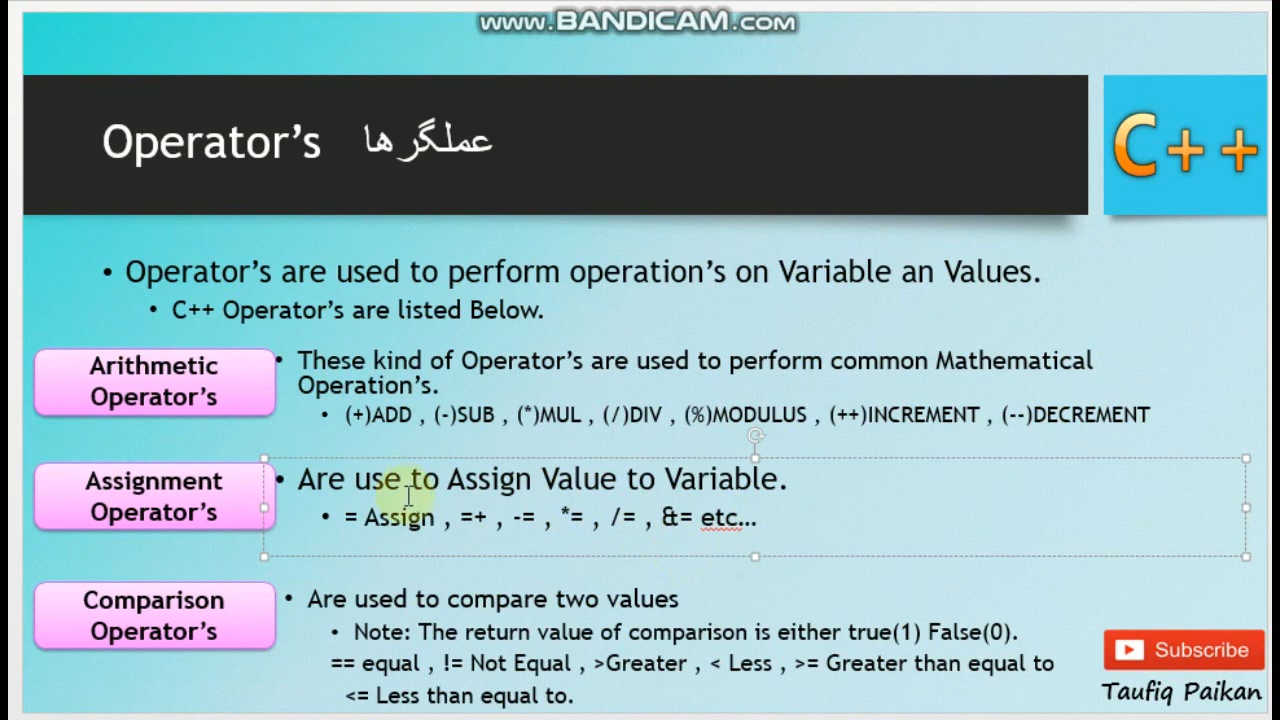 www.BANDICAM.com
Operator’s عملگرها
C++
• Operator’s are used to perform operation’s on Variable an Values.
• C++ Operator’s are listed Below.
Arithmetic
Operator’s
• These kind of Operator’s are used to perform common Mathematical
Operation’s.
• (+)ADD , (-)SUB , (*)MUL , (/)DIV , (%)MODULUS , (++)INCREMENT , (--)DECREMENT
Assignment
Operator’s
• Are use to Assign Value to Variable.
• = Assign , =+ , -= , *= , /= , &= etc…
Comparison
Operator’s
• Are used to compare two values
• Note: The return value of comparison is either true(1) False(0).
== equal , != Not Equal , >Greater , < Less , >= Greater than equal to
<= Less than equal to.
Subscribe
Taufiq Paikan